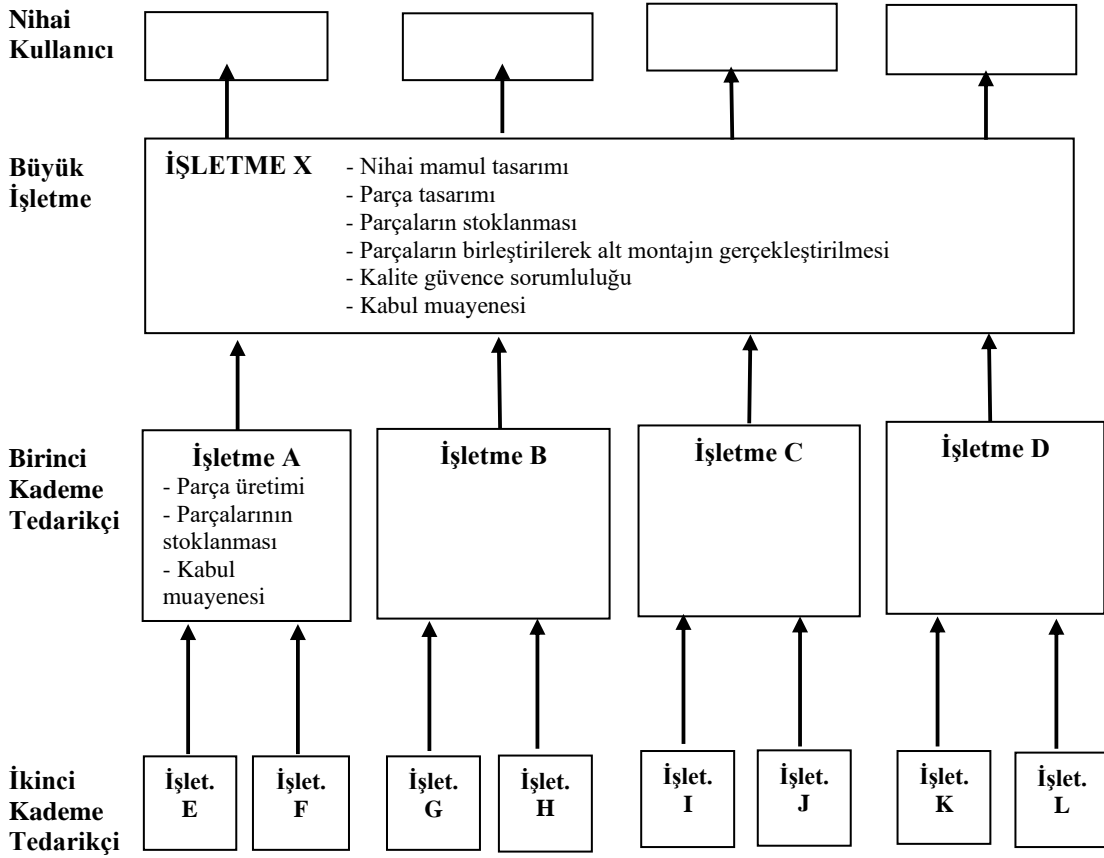 Nihai
Kullanıcı
Büyük
İşletme
İŞLETME X
- Nihai mamul tasarımı
- Parça tasarımı
- Parçaların stoklanması
- Parçaların birleştirilerek alt montajın gerçekleştirilmesi
- Kalite güvence sorumluluğu
- Kabul muayenesi
Birinci
Kademe
Tedarikçi
İşletme A
- Parça üretimi
- Parçalarının
stoklanması
- Kabul
muayenesi
İşletme B
İşletme C
İşletme D
İkinci
Kademe
Tedarikçi
İşlet.
E
İşlet.
F
İşlet.
G
İşlet.
H
İşlet.
I
İşlet.
J
İşlet.
K
İşlet.
L